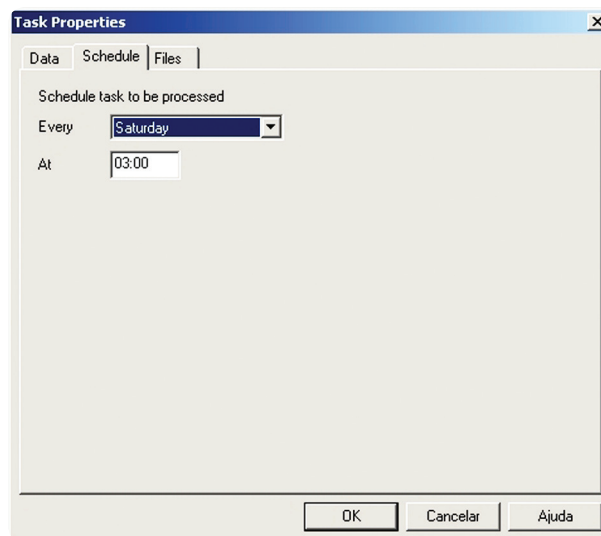 Task Properties
Data Schedule Files
Schedule task to be processed
Every Saturday
At 03:00
OK Cancelar Ajuda